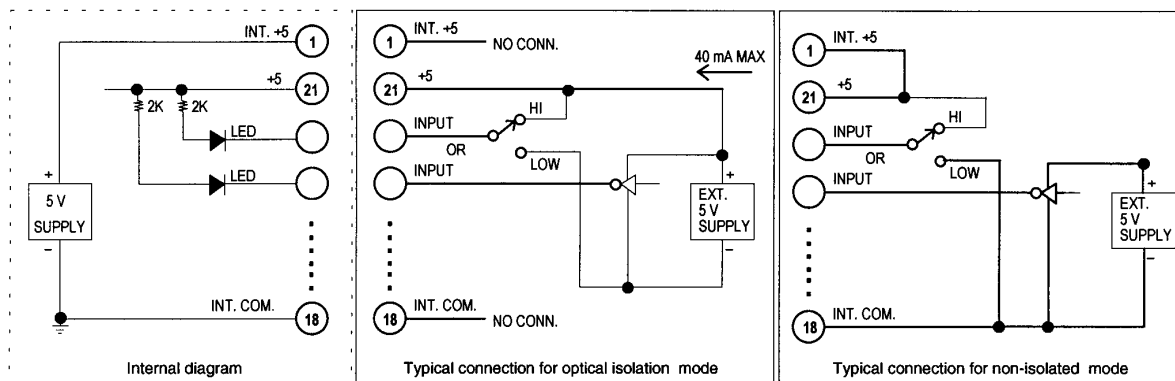 INT. +5
1
+5
21
2K
2K
LED
LED
+
5 V
SUPPLY
−
INT. COM.
18
Internal diagram
1
INT. +5
NO CONN.
40 mA MAX
21
+5
HI
INPUT
OR
LOW
INPUT
+
EXT.
5 V
SUPPLY
−
18
INT. COM.
NO CONN.
Typical connection for optical isolation mode
1
INT. +5
21
+5
HI
INPUT
OR
LOW
INPUT
+
EXT.
5 V
SUPPLY
−
18
INT. COM.
Typical connection for non-isolated mode